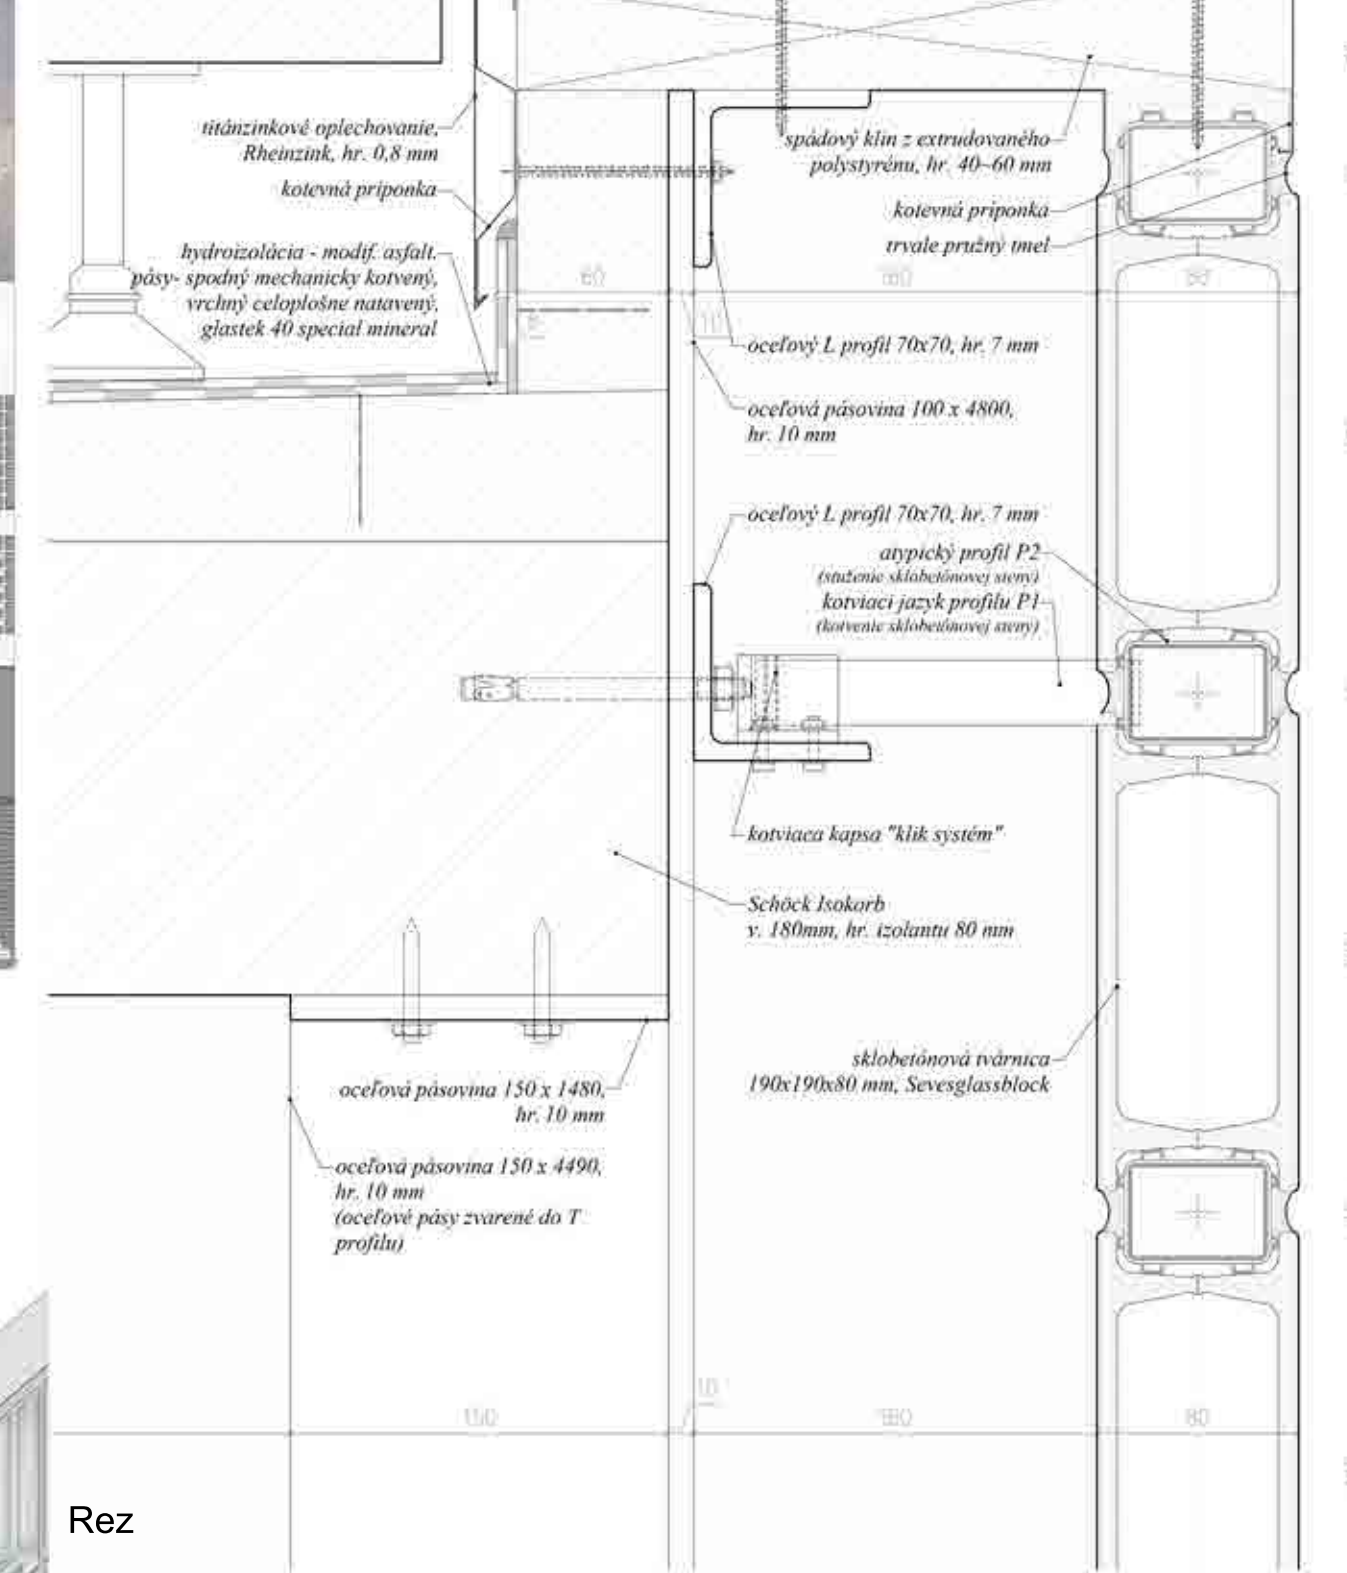 titánzinkové oplechovanie,
Rheinzink, hr. 0,8 mm
kotevná príponka
hydroizolácia - modif. asfalt.
pásy- spodný mechanicky kotvený,
vrchný celoplošne natavený,
glastek 40 special mineral
spádový klin z extrudovaného
polystyrénu, hr. 40–60 mm
kotevná príponka
trvale pružný tmel
60
80
10
oceľový L profil 70x70, hr. 7 mm
oceľová pásovina 100 x 4800,
hr. 10 mm
oceľový L profil 70x70, hr. 7 mm
atypický profil P2
(stuženie sklobetónovej steny)
kotviaci jazyk profilu P1
(kotvenie sklobetónovej steny)
kotviaca kapsa "klik systém"
Schöck Isokorb
v. 180mm, hr. izolantu 80 mm
sklobetónová tvárnica
190x190x80 mm, Sevesglassblock
oceľová pásovina 150 x 1480,
hr. 10 mm
oceľová pásovina 150 x 4490,
hr. 10 mm
(oceľové pásy zvarené do T
profilu)
10
150
80
Rez